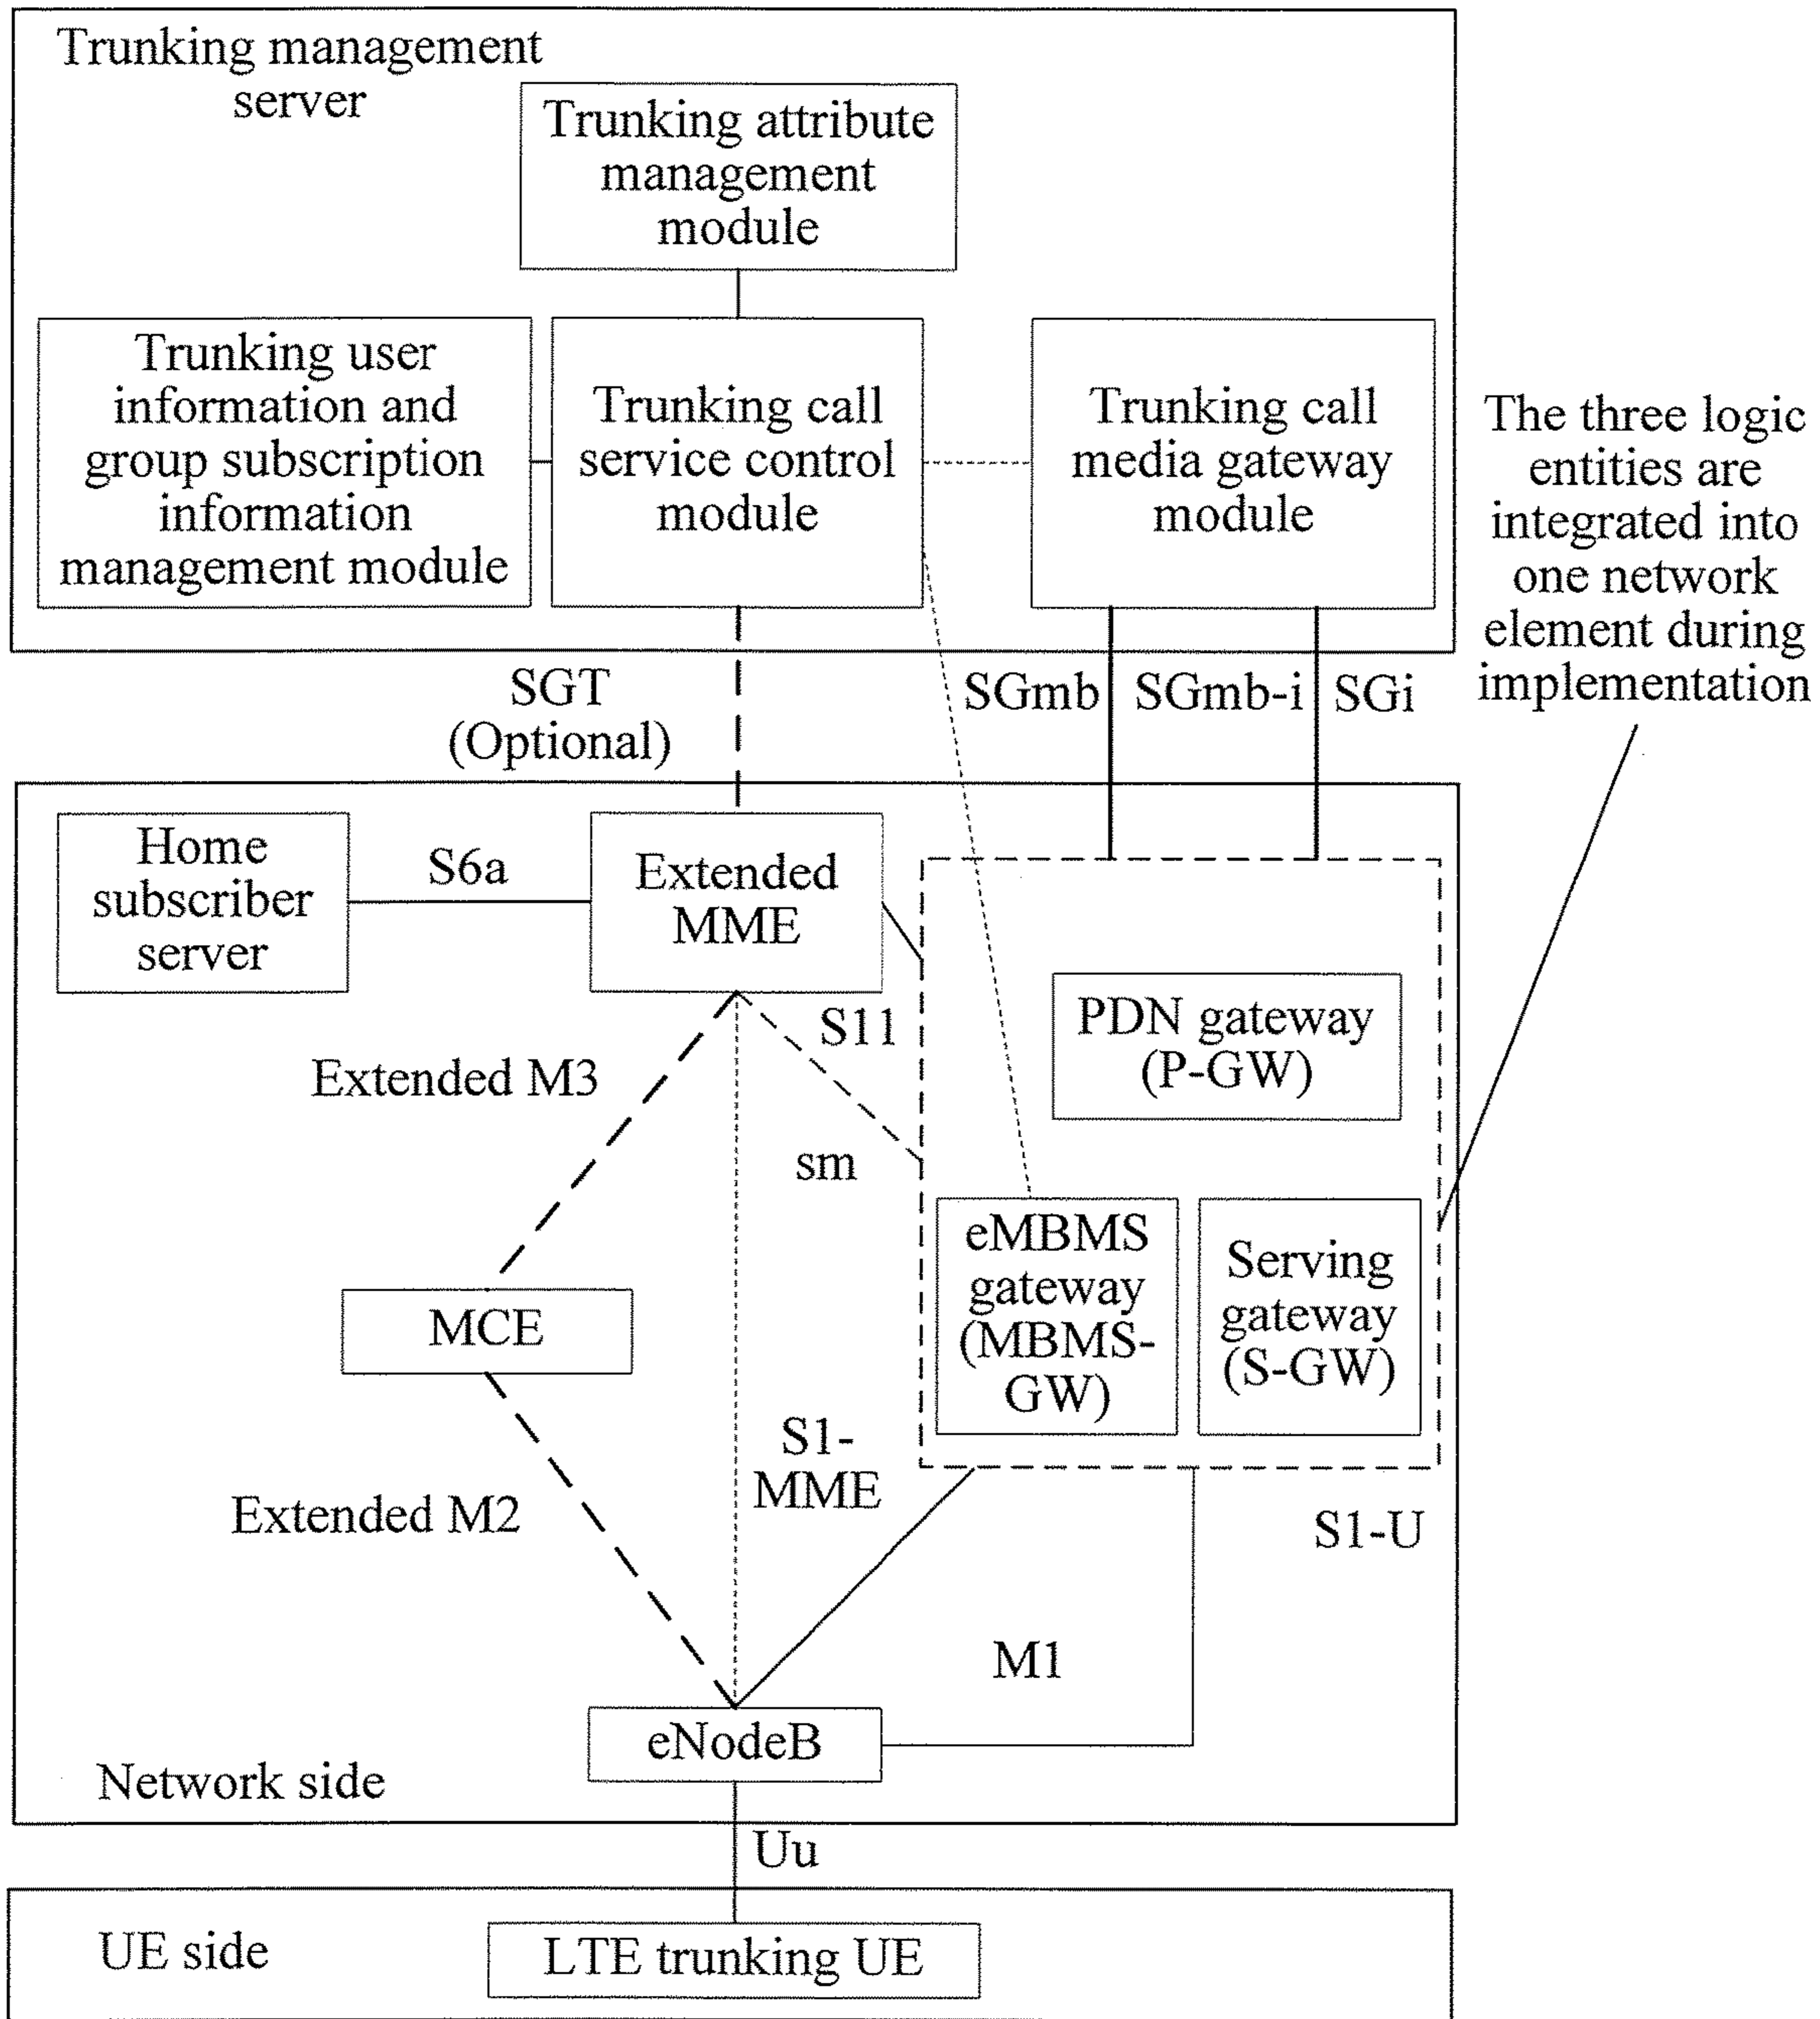 Trunking management
server
Trunking attribute
management
module
Trunking user
information and
group subscription
information
management module
Trunking call
service control
module
Trunking call
media gateway
module
The three logic
entities are
integrated into
one network
element during
implementation
SGT
(Optional)
SGmb
SGmb-i
SGi
Home
subscriber
server
S6a
Extended
MME
S11
PDN gateway
(P-GW)
Extended M3
sm
eMBMS
gateway
(MBMS-
GW)
Serving
gateway
(S-GW)
MCE
S1-
MME
Extended M2
S1-U
M1
eNodeB
Network side
Uu
UE side
LTE trunking UE